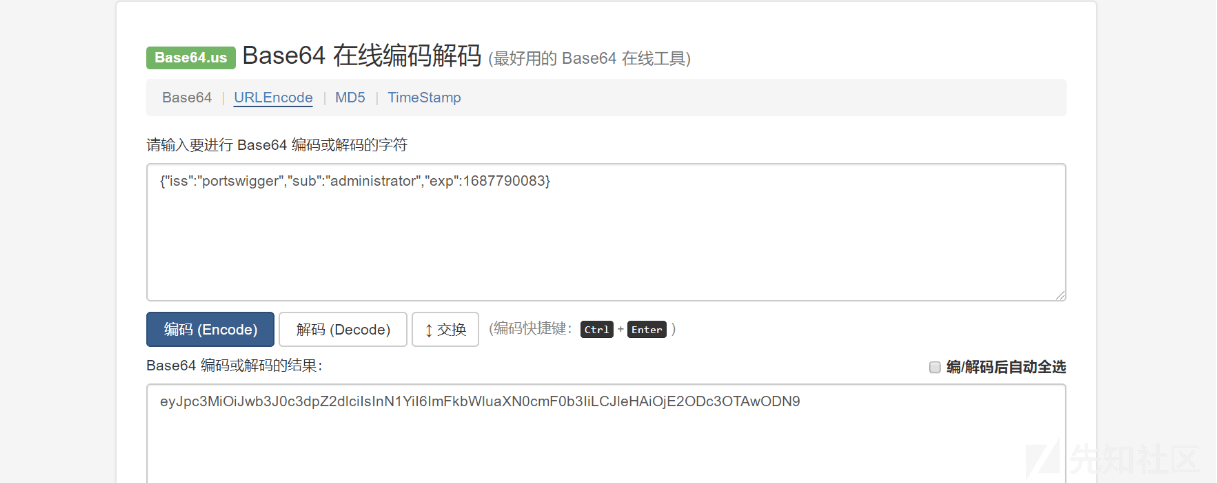 Base64.us Base64 在线编码解码 (最好用的 Base64 在线工具)
Base64 | URLEncode | MD5 | TimeStamp
请输入要进行 Base64 编码或解码的字符
{"iss":"portswigger","sub":"administrator","exp":1687790083}
编码 (Encode) 解码 (Decode) ↕ 交换 (编码快捷键: Ctrl + Enter )
Base64 编码或解码的结果: 编/解码后自动全选
eyJpc3MiOiJwb3J0c3dpZ2dlciIsInN1YiI6ImFkbWluaXN0cmF0b3IiLCJleHAiOjE2ODc3OTAwODN9
先知社区